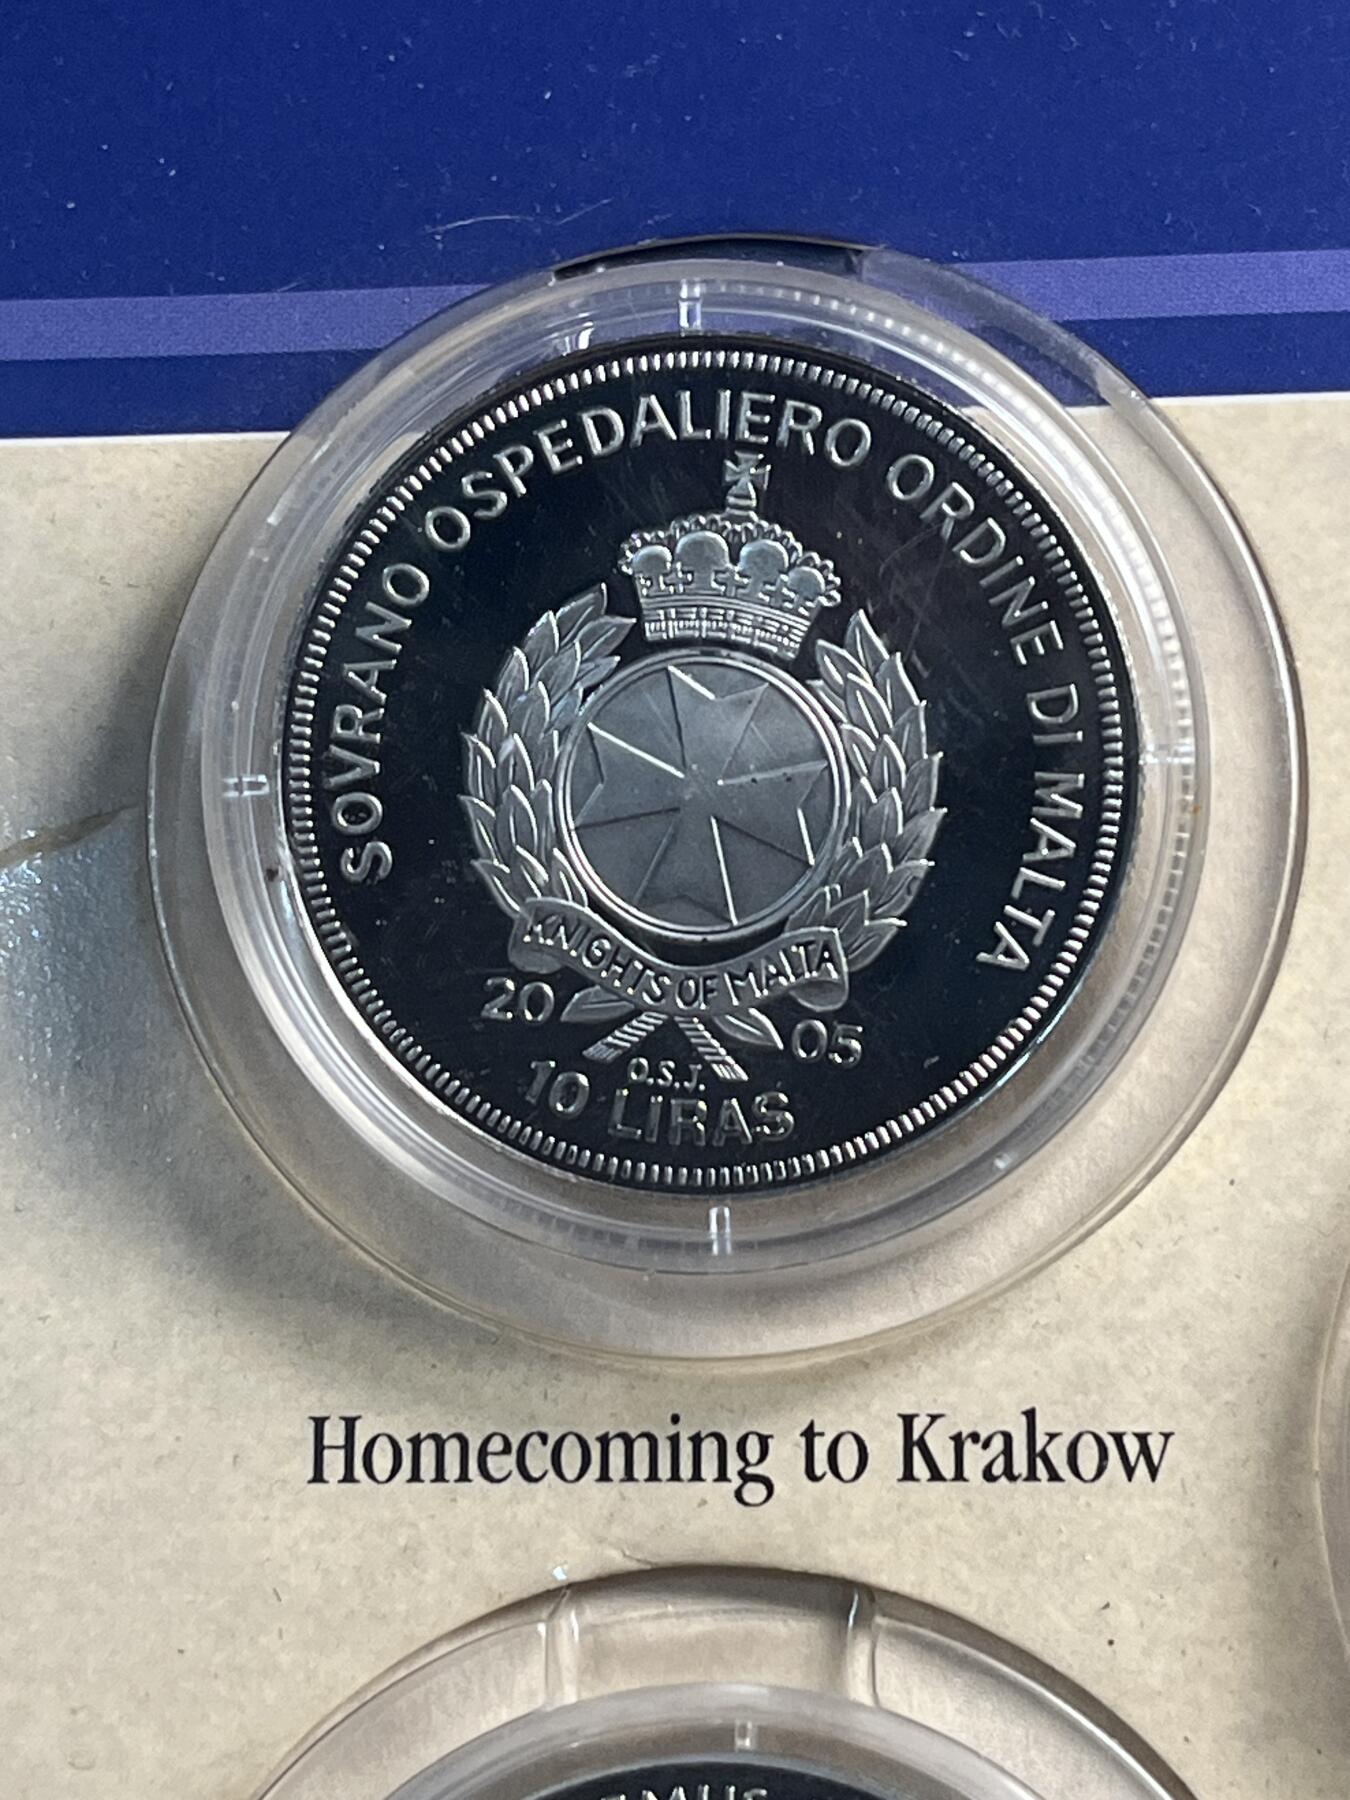 SOVRANO OSPEDALIERO ORDINE DI MALTA
KNIGHTS OF MALTA
20 05
O.S.J.
10 LIRAS
Homecoming to Krakow